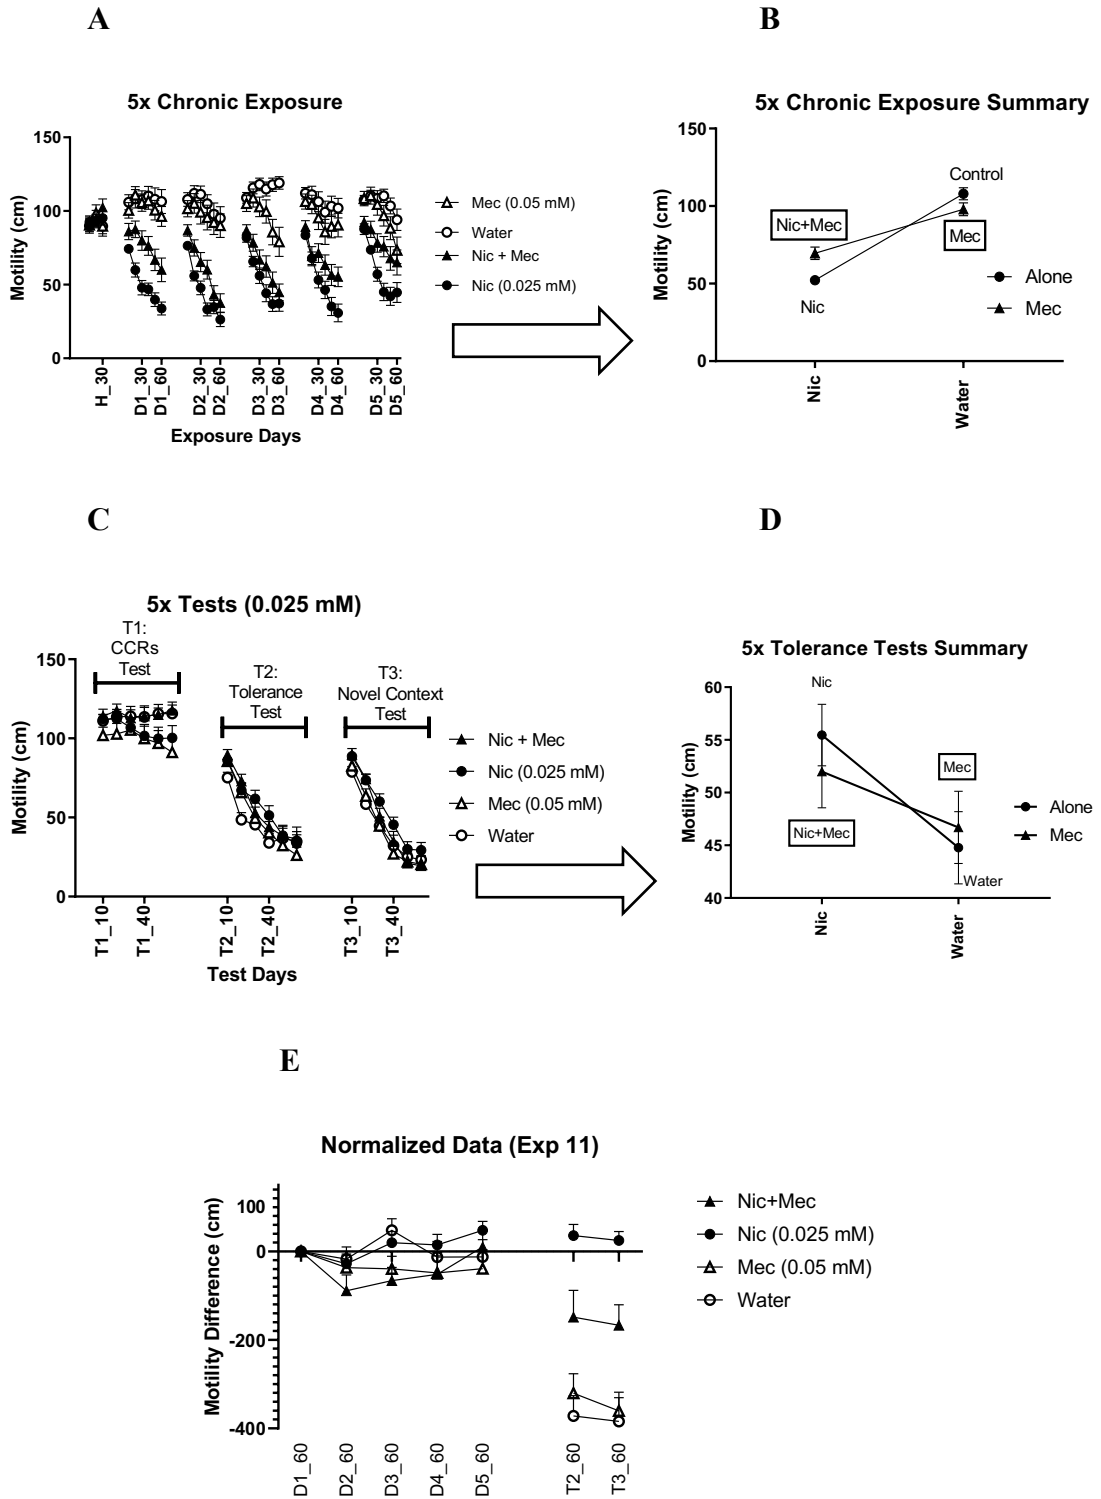 A
B
5x Chronic Exposure
5x Chronic Exposure Summary
Motility (cm)
150
100
50
0
H_30
D1_30
D1_60
D2_30
D2_60
D3_30
D3_60
D4_30
D4_60
D5_30
D5_60
Exposure Days
Mec (0.05 mM)
Water
Nic + Mec
Nic (0.025 mM)
Motility (cm)
150
100
50
0
Control
Nic+Mec
Mec
Nic
Alone
Mec
Nic
Water
C
D
5x Tests (0.025 mM)
T1:
CCRs
Test
T2:
Tolerance
Test
T3:
Novel Context
Test
Motility (cm)
150
100
50
0
T1_10
T1_40
T2_10
T2_40
T3_10
T3_40
Test Days
Nic + Mec
Nic (0.025 mM)
Mec (0.05 mM)
Water
5x Tolerance Tests Summary
Motility (cm)
60
55
50
45
40
Nic
Mec
Nic+Mec
Water
Alone
Mec
Nic
Water
E
Normalized Data (Exp 11)
Motility Difference (cm)
100
0
-200
-400
D1_60
D2_60
D3_60
D4_60
D5_60
T2_60
T3_60
Nic+Mec
Nic (0.025 mM)
Mec (0.05 mM)
Water